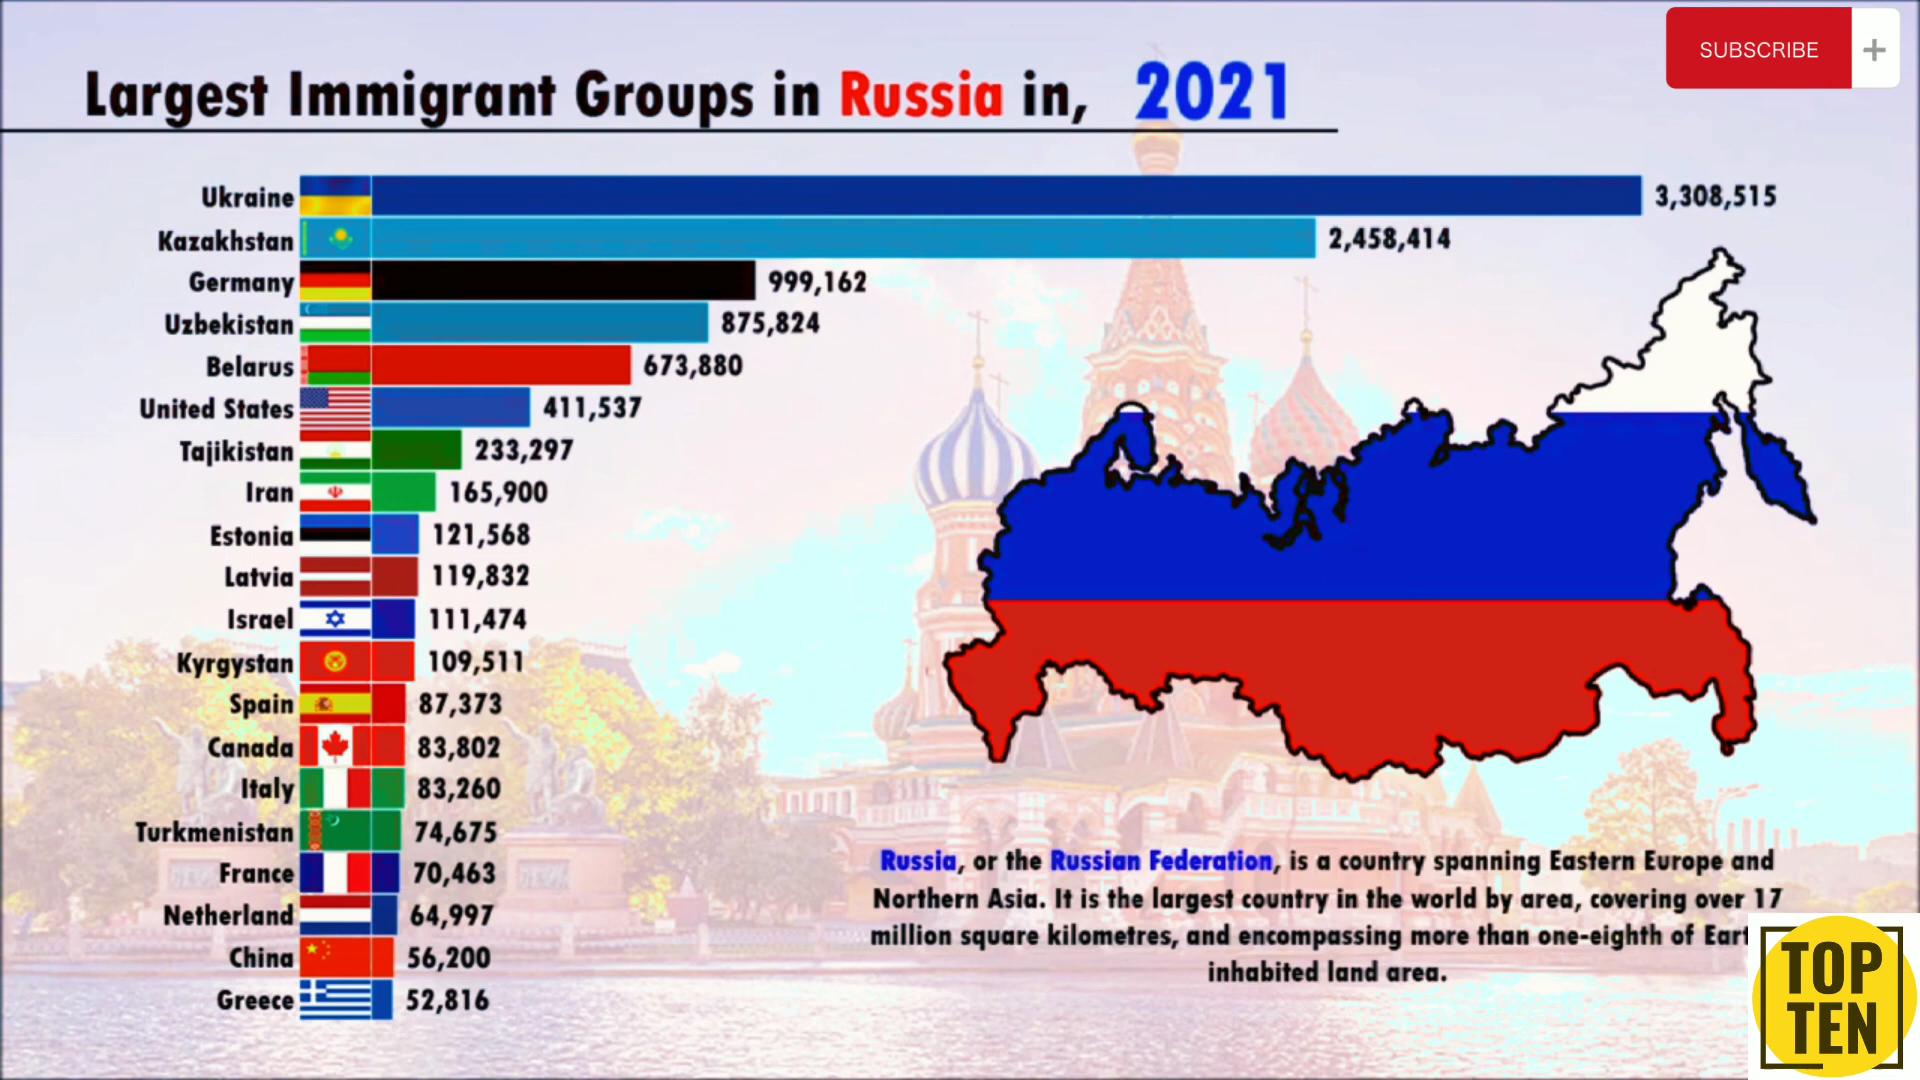 SUBSCRIBE +
Largest Immigrant Groups in Russia in, 2021
Ukraine 3,308,515
Kazakhstan 2,458,414
Germany 999,162
Uzbekistan 875,824
Belarus 673,880
United States 411,537
Tajikistan 233,297
Iran 165,900
Estonia 121,568
Latvia 119,832
Israel 111,474
Kyrgystan 109,511
Spain 87,373
Canada 83,802
Italy 83,260
Turkmenistan 74,675
France 70,463
Netherland 64,997
China 56,200
Greece 52,816
Russia, or the Russian Federation, is a country spanning Eastern Europe and
Northern Asia. It is the largest country in the world by area, covering over 17
million square kilometres, and encompassing more than one-eighth of Eart
inhabited land area.
TOP
TEN